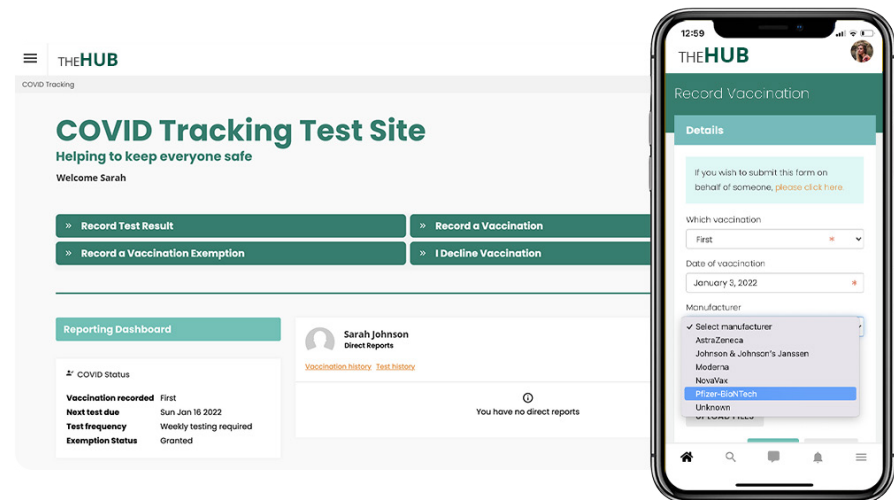 THEHUB
COVID Tracking
COVID Tracking Test Site
Helping to keep everyone safe
Welcome Sarah
» Record Test Result
» Record a Vaccination
» Record a Vaccination Exemption
» I Decline Vaccination
Reporting Dashboard
COVID Status
Vaccination recorded First
Next test due Sun Jan 16 2022
Test frequency Weekly testing required
Exemption Status Granted
Sarah Johnson
Direct Reports
Vaccination history Test history
You have no direct reports
12:59
THEHUB
Record Vaccination
Details
If you wish to submit this form on
behalf of someone, please click here.
Which vaccination
First *
Date of vaccination
January 3, 2022 *
Manufacturer
✓ Select manufacturer
AstraZeneca
Johnson & Johnson's Janssen
Moderna
NovaVax
Pfizer-BioNTech
Unknown
UPLOAD FILES